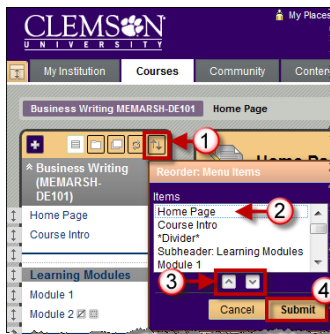 CLEMSON
UNIVERSITY
My Places
My Institution
Courses
Community
Business Writing MEMARSH-DE101
Home Page
1
Business Writing
(MEMARSH-
DE101)
Reorder: Menu Items
Items
Home Page
2
Course Intro
*Divider*
Subheader: Learning Modules
Module 1
3
4
Cancel
Submit
Home Page
Course Intro
Learning Modules
Module 1
Module 2